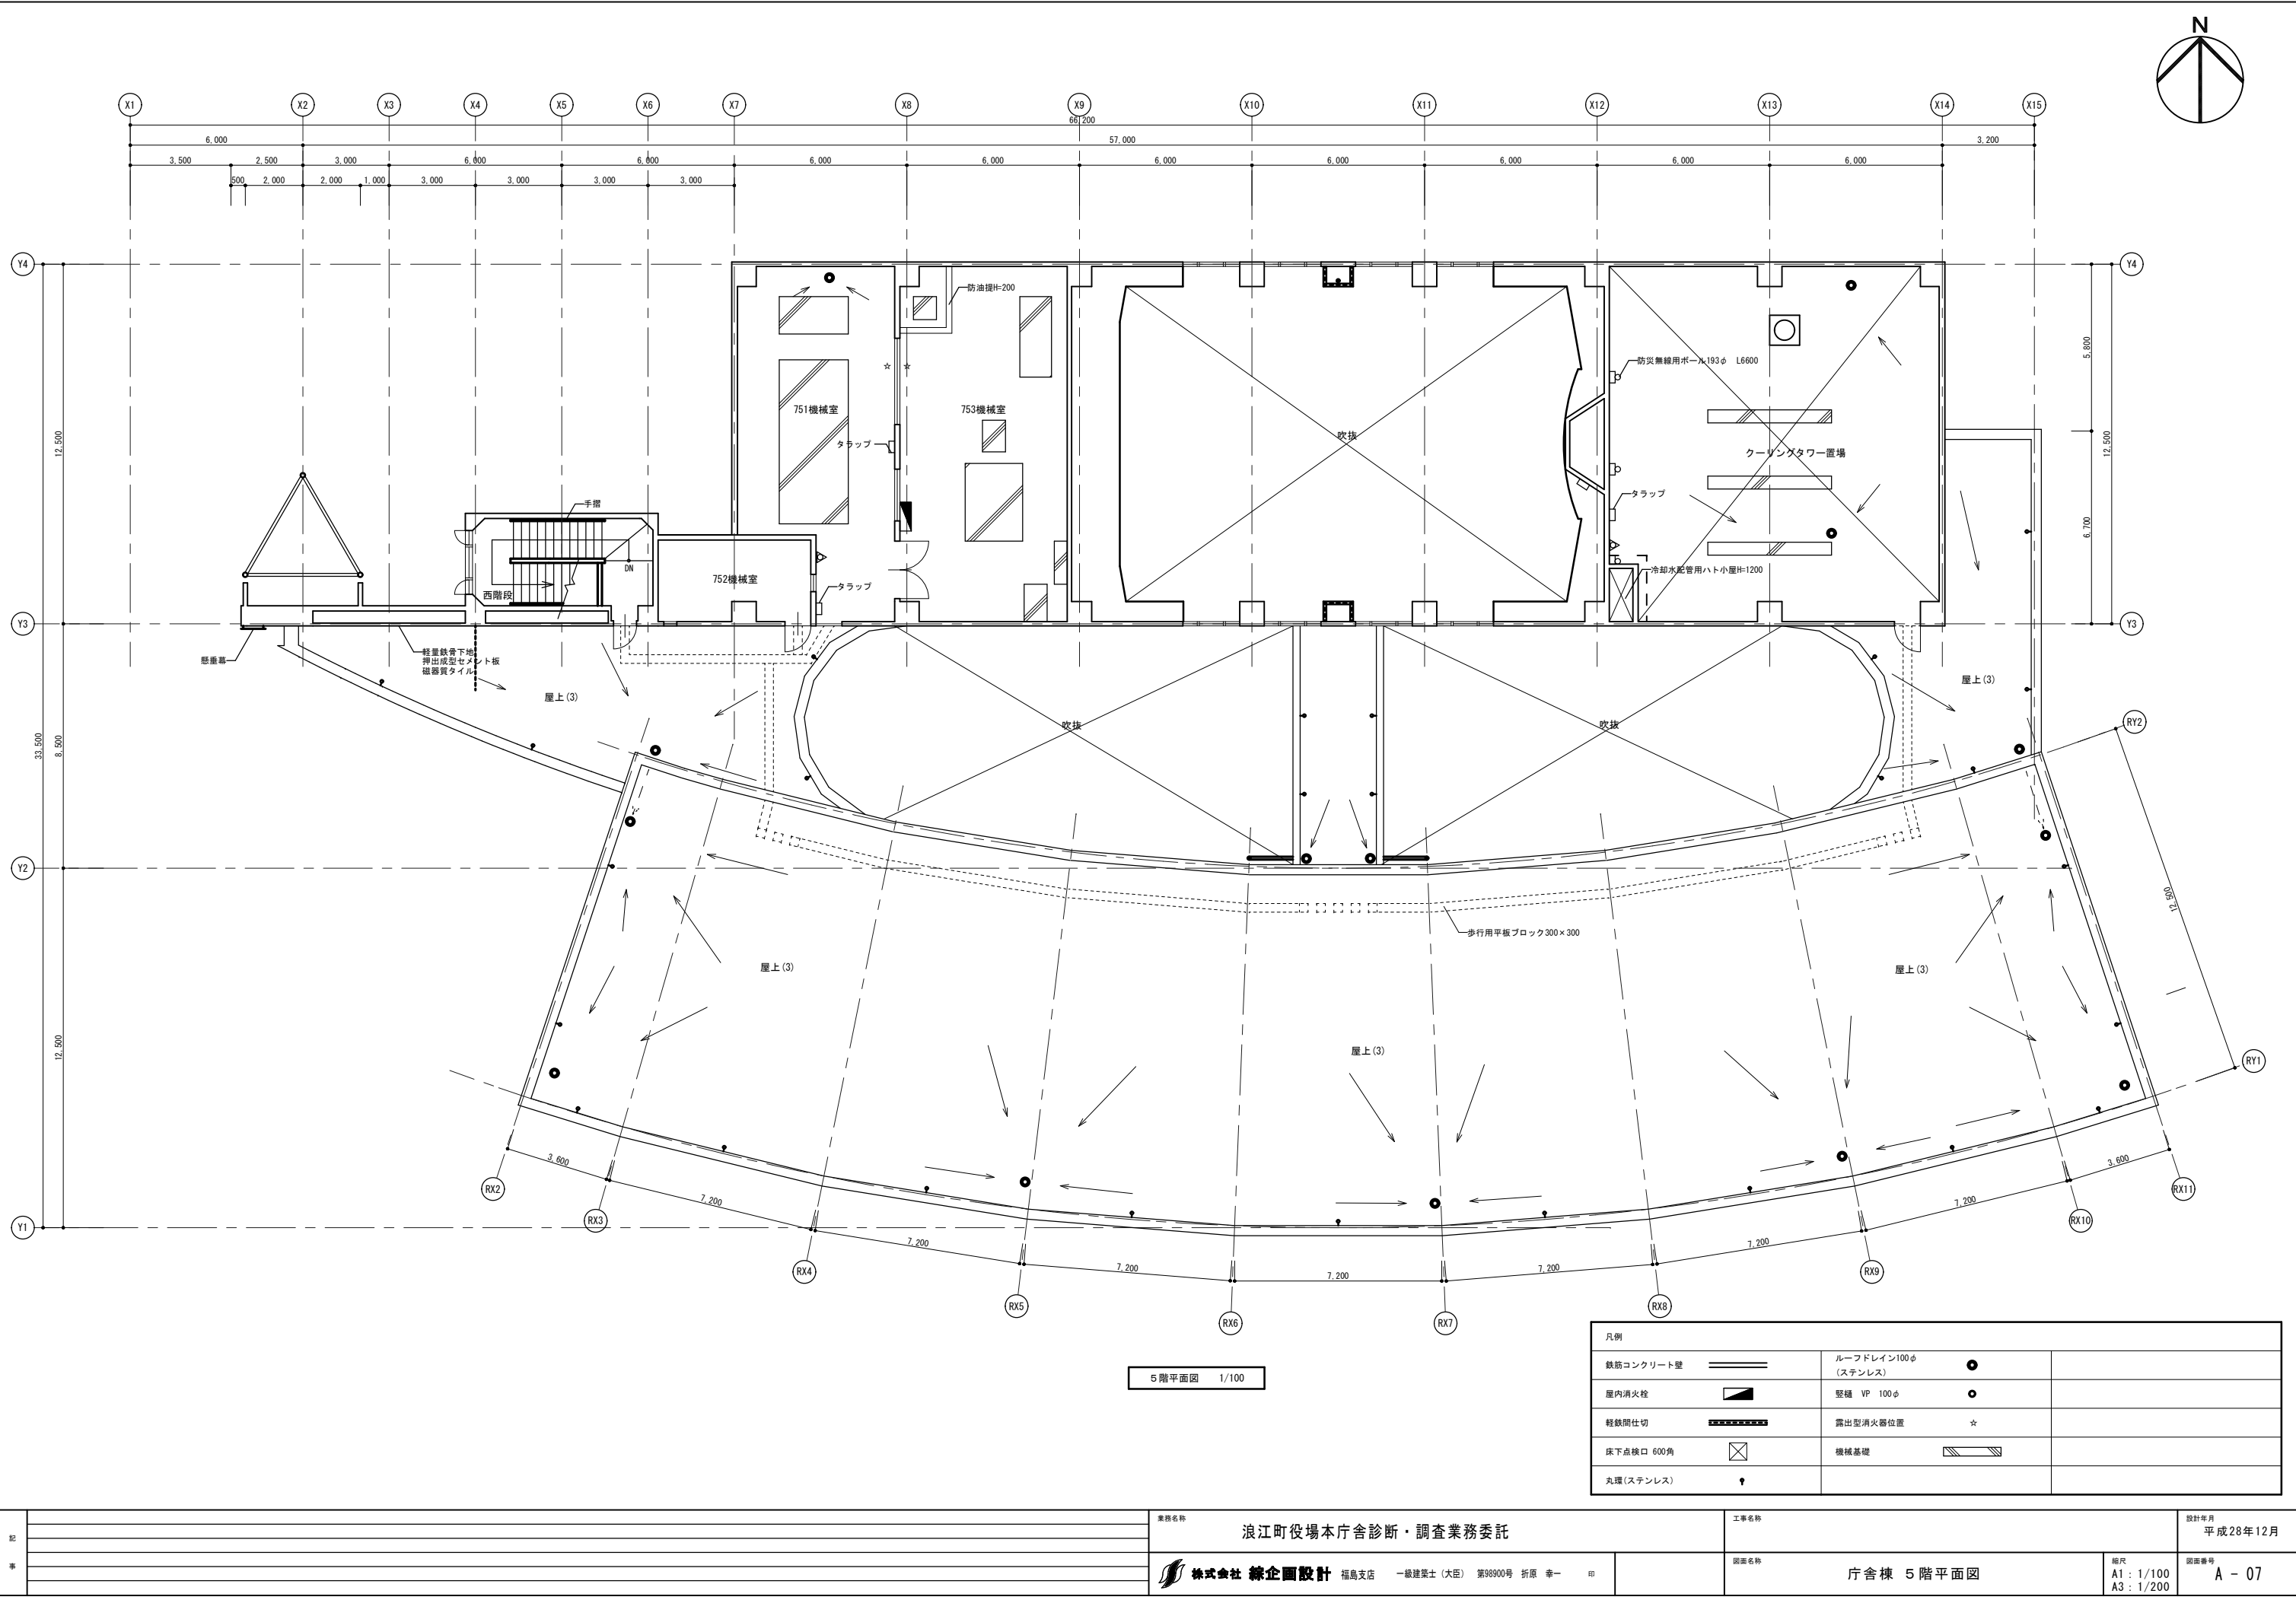 N
X1 X2 X3 X4 X5 X6 X7 X8 X9 X10 X11 X12 X13 X14 X15
66,200
6,000 57,000 3,200
3,500 2,500 3,000 6,000 6,000 6,000 6,000 6,000 6,000 6,000 6,000 6,000
500 2,000 2,000 1,000 3,000 3,000 3,000 3,000
Y4 Y4
防油提H=200
5,800
防災無線用ポール193φ L6600
751機械室 753機械室
吹抜
タラップ
クーリングタワー置場
12,500 12,500
タラップ
手摺
6,700
DN
752機械室
冷却水配管用ハト小屋H=1200
タラップ
西階段
Y3 Y3
懸垂幕
軽量鉄骨下地
押出成型セメント板
磁器質タイル
屋上(3) 屋上(3)
吹抜 吹抜
RY2
33,500
8,500
Y2
12,500
歩行用平板ブロック300×300
屋上(3) 屋上(3)
屋上(3)
12,500
RY1
3,600 3,600
RX2 RX11
7,200 7,200
RX3 RX10
Y1
7,200 7,200
RX4 RX9
7,200 7,200 7,200
RX5 RX8
RX6 RX7
5階平面図 1/100
凡例
鉄筋コンクリート壁
ルーフドレイン100φ
(ステンレス)
屋内消火栓
竪樋 VP 100φ
軽鉄間仕切
露出型消火器位置 ☆
床下点検口 600角
機械基礎
丸環(ステンレス)
記
事
業務名称
浪江町役場本庁舎診断・調査業務委託
工事名称
設計年月
平成28年12月
株式会社 綜企画設計 福島支店 一級建築士(大臣) 第98900号 折原 幸一 印
図面名称
庁舎棟 5階平面図
縮尺
A1 : 1/100
A3 : 1/200
図面番号
A - 07